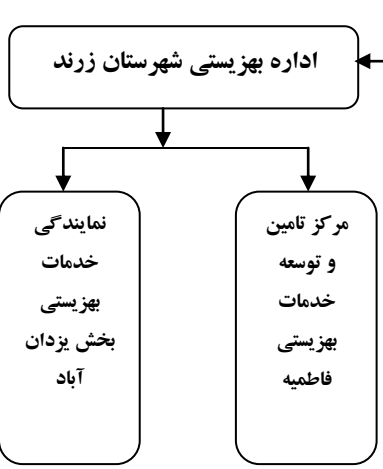 اداره بهزیستی شهرستان زرند
مرکز تامین
و توسعه
خدمات
بهزیستی
فاطمیه
نمایندگی
خدمات
بهزیستی
بخش یزدان
آباد